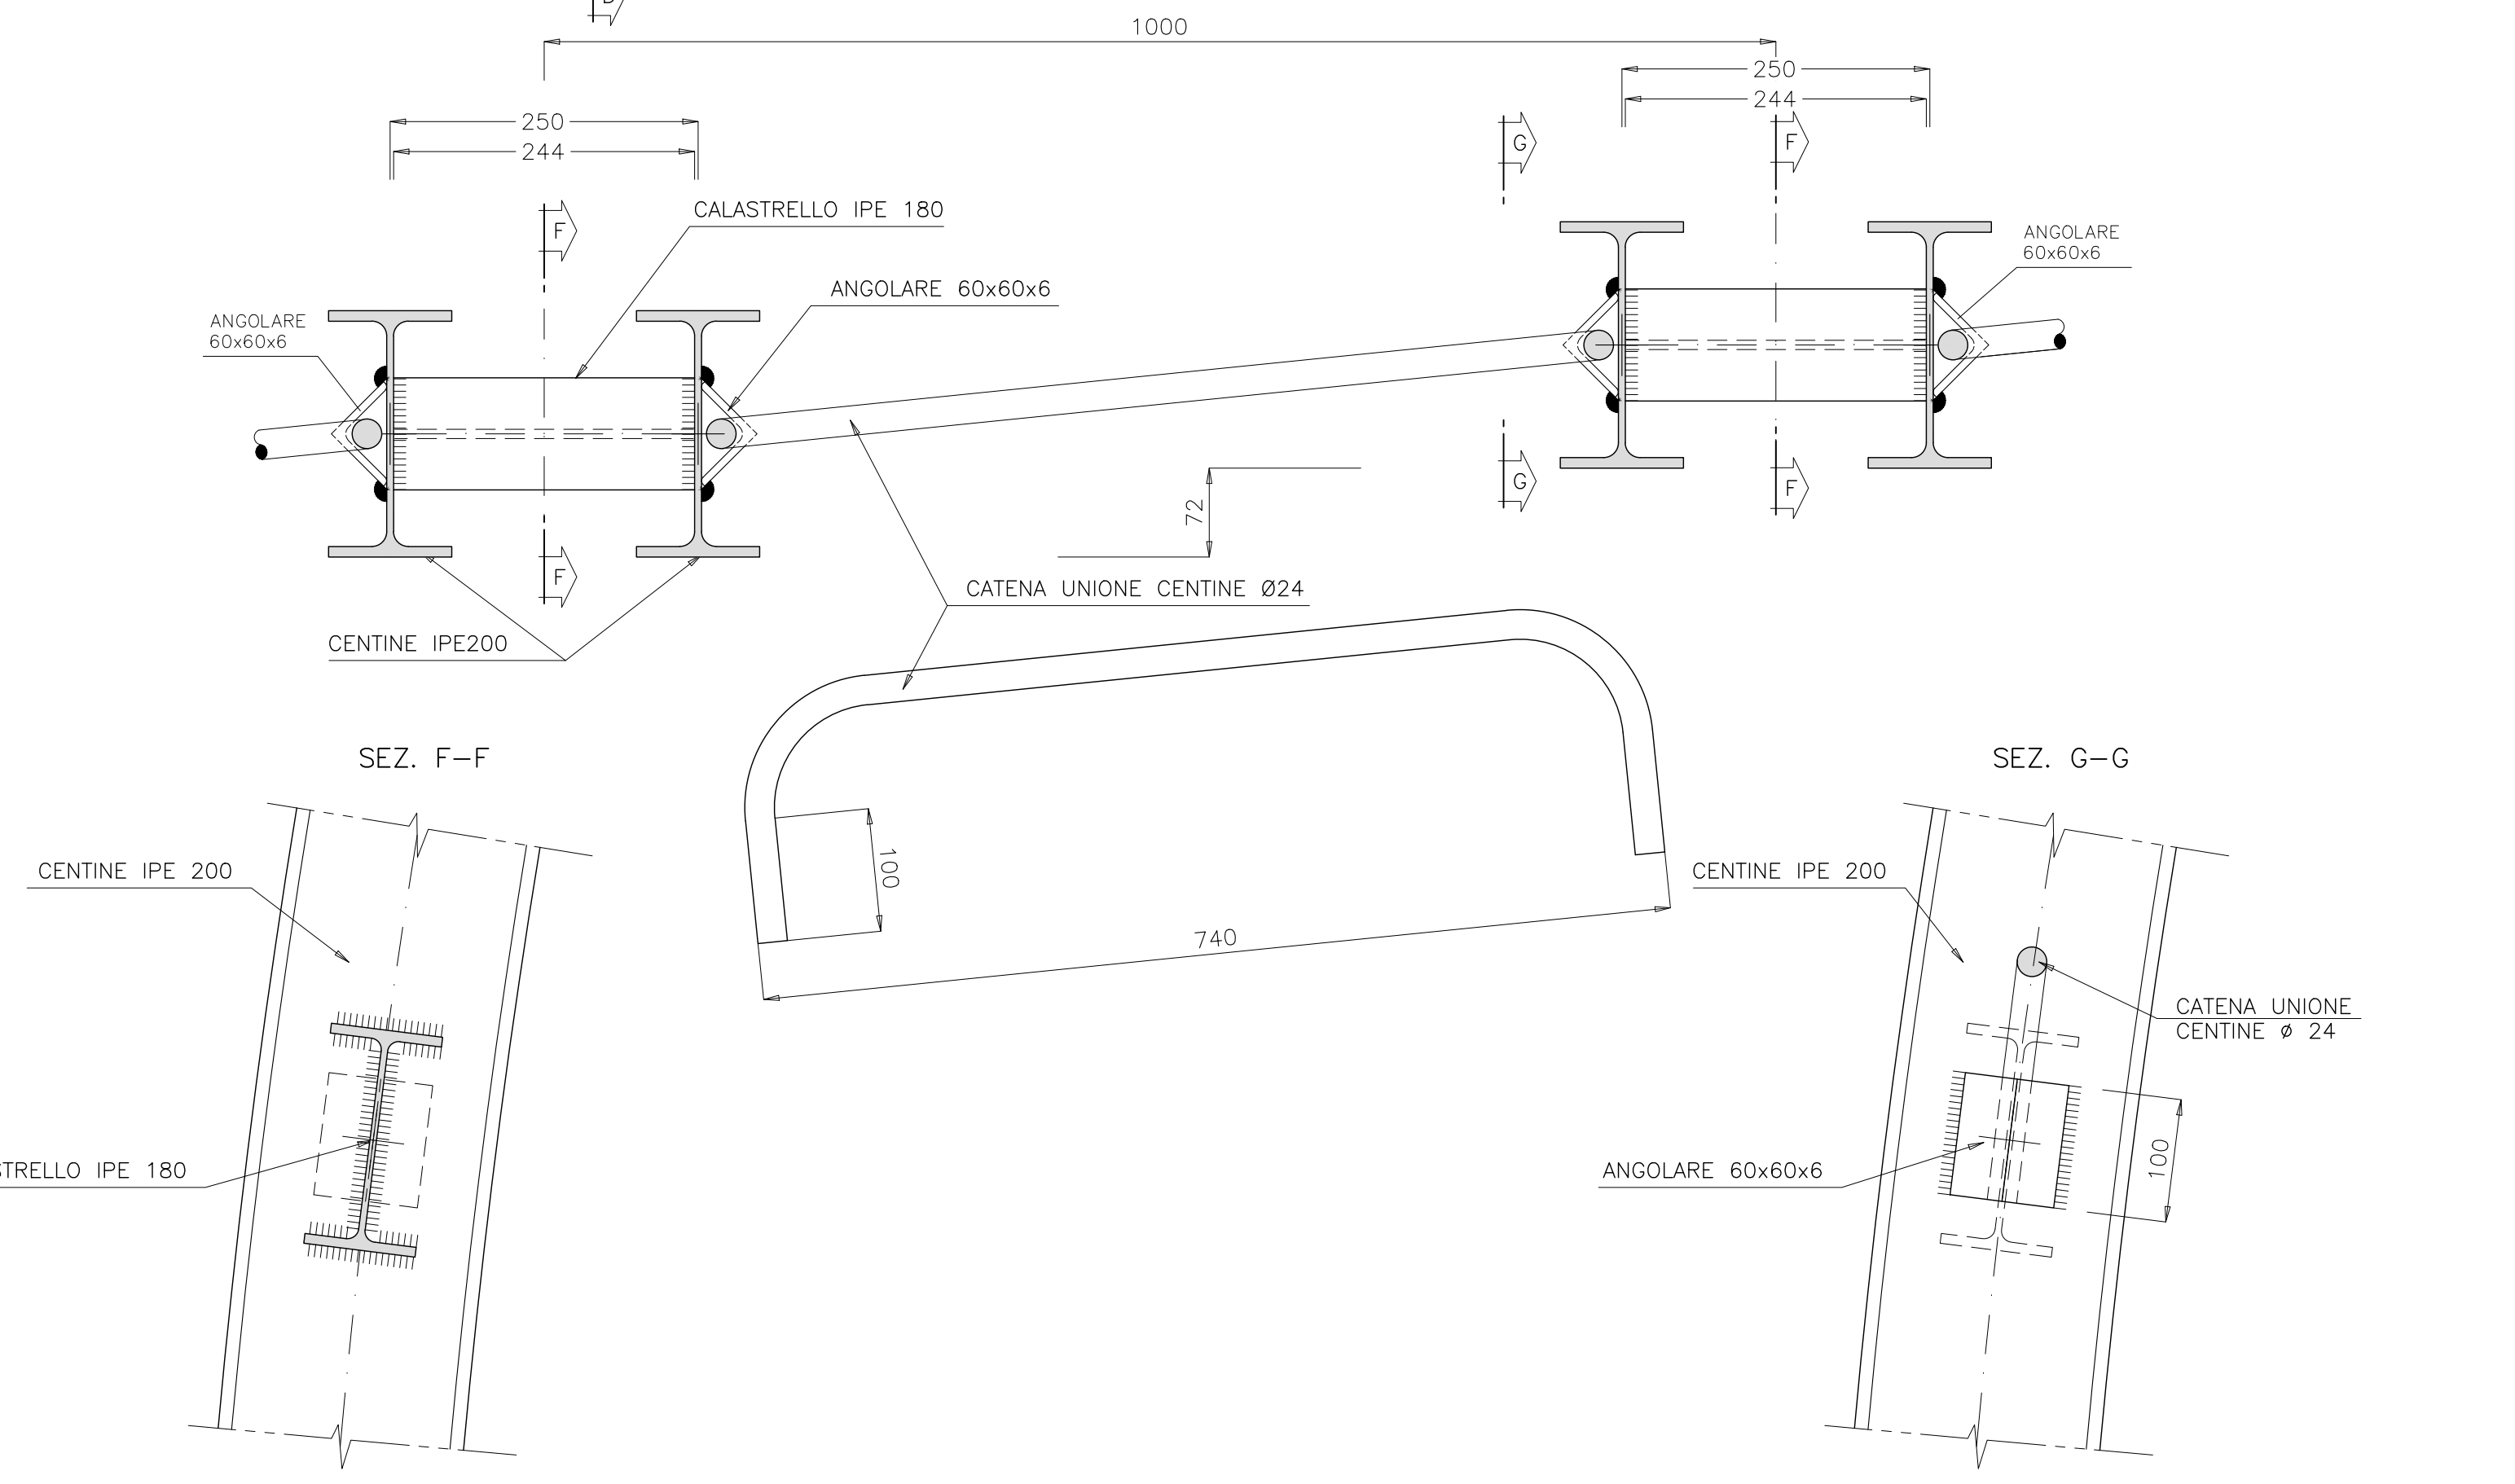 1000
250
244
250
244
G
F
CALASTRELLO IPE 180
F
ANGOLARE
60x60x6
ANGOLARE 60x60x6
ANGOLARE
60x60x6
G
F
72
F
CATENA UNIONE CENTINE Ø24
CENTINE IPE200
SEZ. F-F
SEZ. G-G
CENTINE IPE 200
100
CENTINE IPE 200
740
CATENA UNIONE
CENTINE ø 24
STRELLO IPE 180
ANGOLARE 60x60x6
100